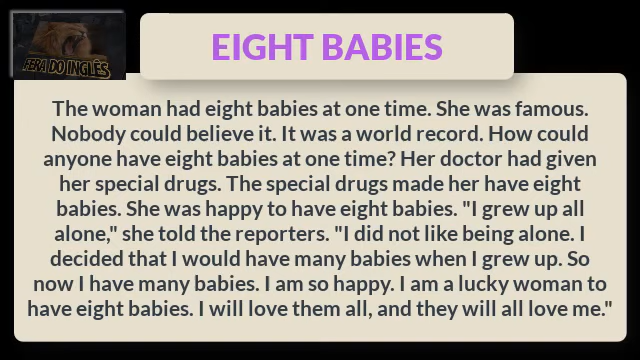 FERA DO INGLÊS
EIGHT BABIES
The woman had eight babies at one time. She was famous.
Nobody could believe it. It was a world record. How could
anyone have eight babies at one time? Her doctor had given
her special drugs. The special drugs made her have eight
babies. She was happy to have eight babies. "I grew up all
alone," she told the reporters. "I did not like being alone. I
decided that I would have many babies when I grew up. So
now I have many babies. I am so happy. I am a lucky woman to
have eight babies. I will love them all, and they will all love me."